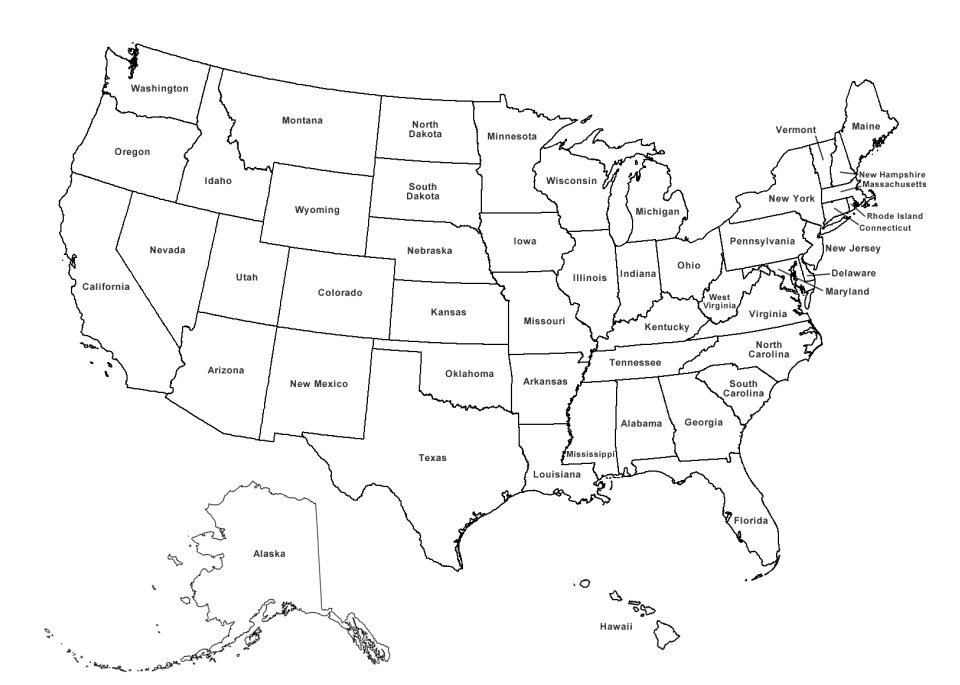 Washington
Oregon
Idaho
Montana
North
Dakota
Minnesota
Wisconsin
Michigan
Vermont
Maine
New Hampshire
Massachusetts
New York
Rhode Island
Connecticut
South
Dakota
Wyoming
Nebraska
Iowa
Illinois
Indiana
Ohio
Pennsylvania
New Jersey
Delaware
Maryland
West
Virginia
Virginia
Nevada
Utah
Colorado
California
Kansas
Missouri
Kentucky
North
Carolina
Tennessee
South
Carolina
Arizona
New Mexico
Oklahoma
Arkansas
Mississippi
Alabama
Georgia
Texas
Louisiana
Florida
Alaska
Hawaii